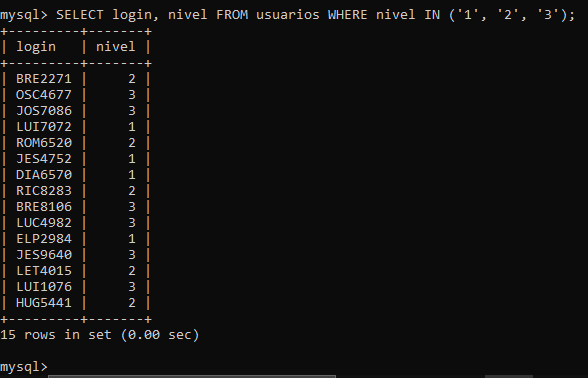 mysql> SELECT login, nivel FROM usuarios WHERE nivel IN ('1', '2', '3');
+---------+-------+
| login   | nivel |
+---------+-------+
| BRE2271 |     2 |
| OSC4677 |     3 |
| JOS7086 |     3 |
| LUI7072 |     1 |
| ROM6520 |     2 |
| JES4752 |     1 |
| DIA6570 |     1 |
| RIC8283 |     2 |
| BRE8106 |     3 |
| LUC4982 |     3 |
| ELP2984 |     1 |
| JES9640 |     3 |
| LET4015 |     2 |
| LUI1076 |     3 |
| HUG5441 |     2 |
+---------+-------+
15 rows in set (0.00 sec)
mysql>